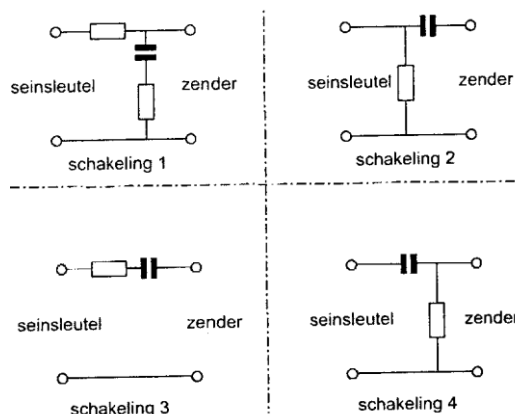 seinsleutel zender
schakeling 1
seinsleutel zender
schakeling 2
seinsleutel zender
schakeling 3
seinsleutel zender
schakeling 4